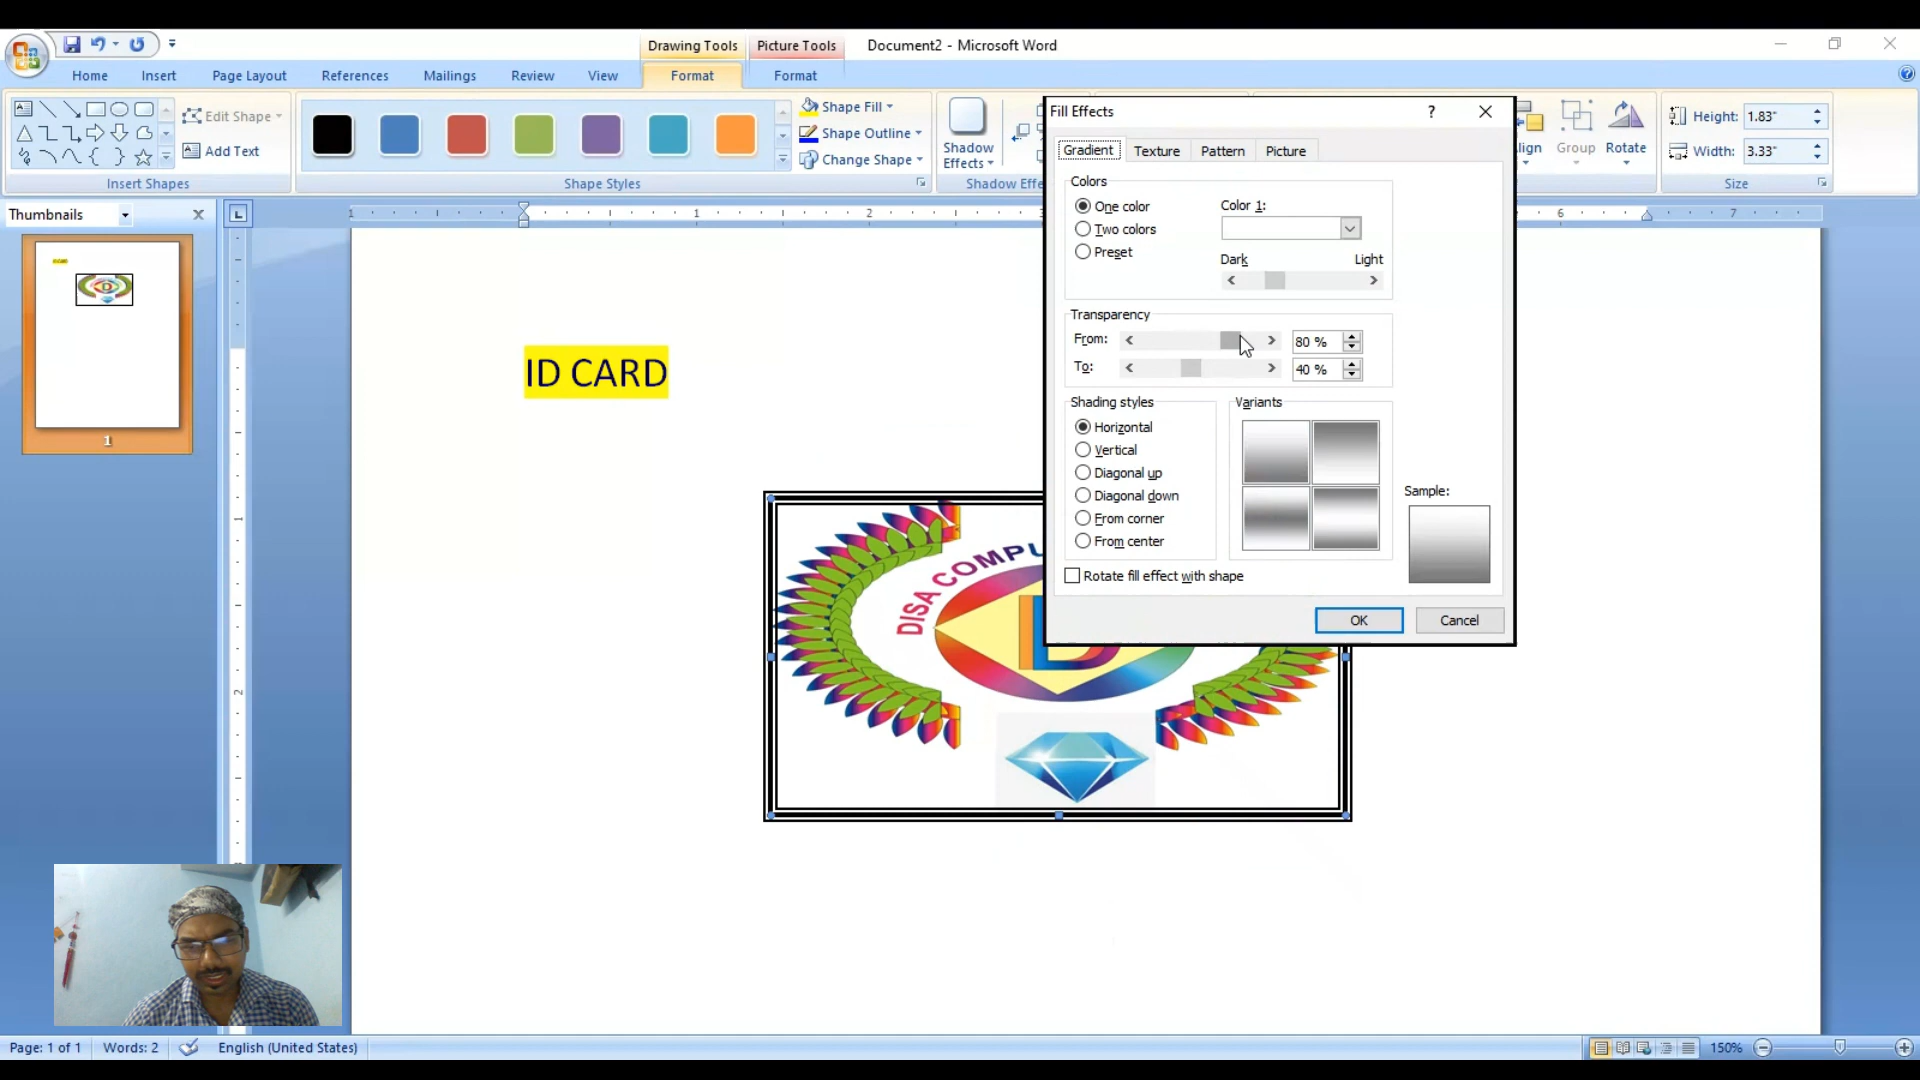 Drawing Tools
Picture Tools
Document2 - Microsoft Word
Home
Insert
Page Layout
References
Mailings
Review
View
Format
Format
Edit Shape
Add Text
Insert Shapes
Shape Styles
Shape Fill
Shape Outline
Change Shape
Shadow
Effects
Shadow Effe
lign
Group
Rotate
Height: 1.83"
Width: 3.33"
Size
Thumbnails
1
ID CARD
DISA COMPU
Fill Effects
Gradient
Texture
Pattern
Picture
Colors
One color
Two colors
Preset
Color 1:
Dark
Light
Transparency
From: 80 %
To: 40 %
Shading styles
Horizontal
Vertical
Diagonal up
Diagonal down
From corner
From center
Variants
Sample:
Rotate fill effect with shape
OK
Cancel
Page: 1 of 1
Words: 2
English (United States)
150%